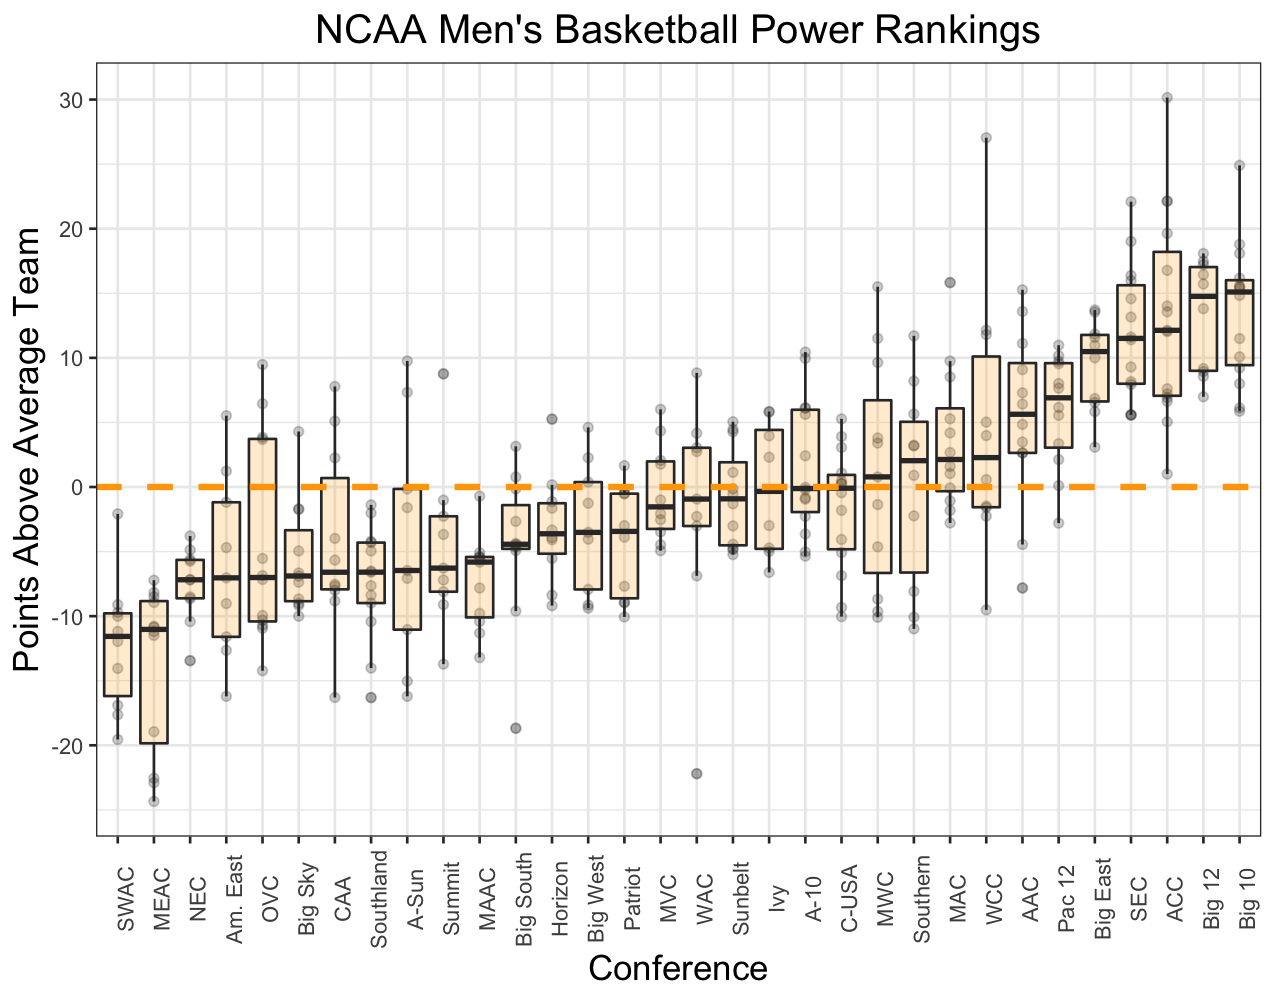 NCAA Men's Basketball Power Rankings
Points Above Average Team
30
20
10
0
-10
-20
SWAC
MEAC
NEC
Am. East
OVC
Big Sky
CAA
Southland
A-Sun
Summit
MAAC
Big South
Horizon
Big West
Patriot
MVC
WAC
Sunbelt
Ivy
A-10
C-USA
MWC
Southern
MAC
WCC
AAC
Pac 12
Big East
SEC
ACC
Big 12
Big 10
Conference